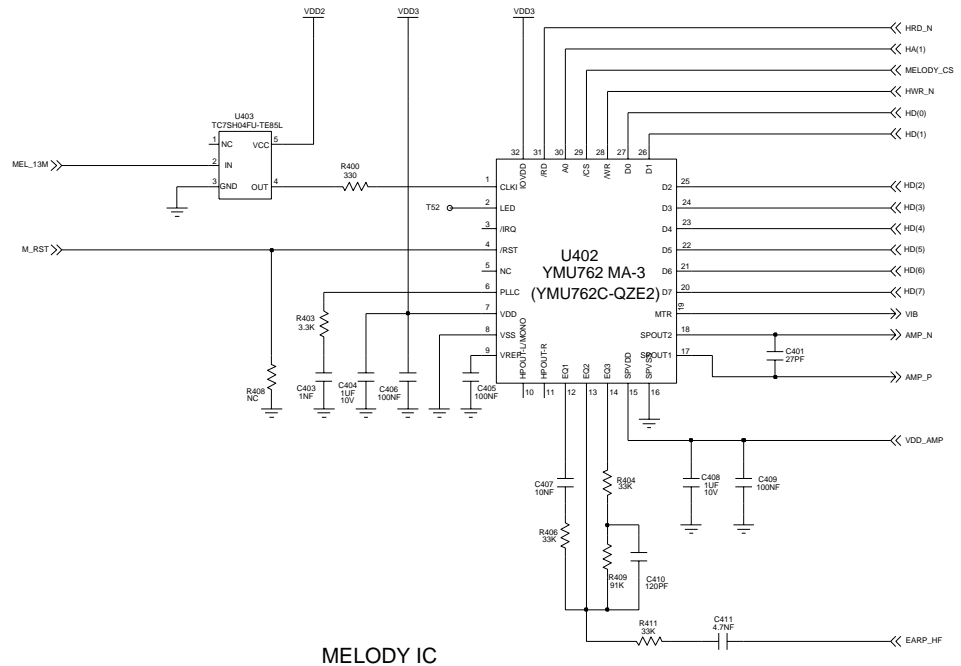 VDD2
VDD3
VDD3
HRD_N
HA(1)
MELODY_CS
HWR_N
HD(0)
HD(1)
U403
TC7SH04FU-TE85L
1 NC
VCC 5
MEL_13M
2 IN
3 GND
OUT 4
R400
330
32 31 30 29 28 27 26
IOVDD /RD A0 /CS /WR D0 D1
1 CLKI
D2 25 HD(2)
T52
2 LED
D3 24 HD(3)
3 /IRQ
D4 23 HD(4)
M_RST
4 /RST
D5 22 HD(5)
5 NC
D6 21 HD(6)
6 PLLC
D7 20 HD(7)
7 VDD
MTR 19 VIB
8 VSS
SPOUT2 18 AMP_N
9 VREF
SPOUT1 17 AMP_P
U402
YMU762 MA-3
(YMU762C-QZE2)
HPOUT-L/MONO HPOUT-R EQ1 EQ2 EQ3 SPVDD SPVSS
10 11 12 13 14 15 16
R403
3.3K
R408
NC
C403
1NF
C404
1UF
10V
C406
100NF
C405
100NF
C401
27PF
VDD_AMP
C407
10NF
R404
33K
C408
1UF
10V
C409
100NF
R406
33K
R409
91K
C410
120PF
R411
33K
C411
4.7NF
EARP_HF
MELODY IC